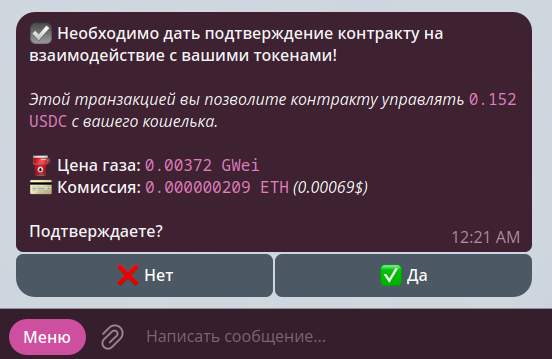 Необходимо дать подтверждение контракту на
взаимодействие с вашими токенами!
Этой транзакцией вы позволите контракту управлять 0.152
USDC с вашего кошелька.
Цена газа: 0.00372 GWei
Комиссия: 0.000000209 ETH (0.00069$)
Подтверждаете?
12:21 AM
Нет
Да
Меню
Написать сообщение...